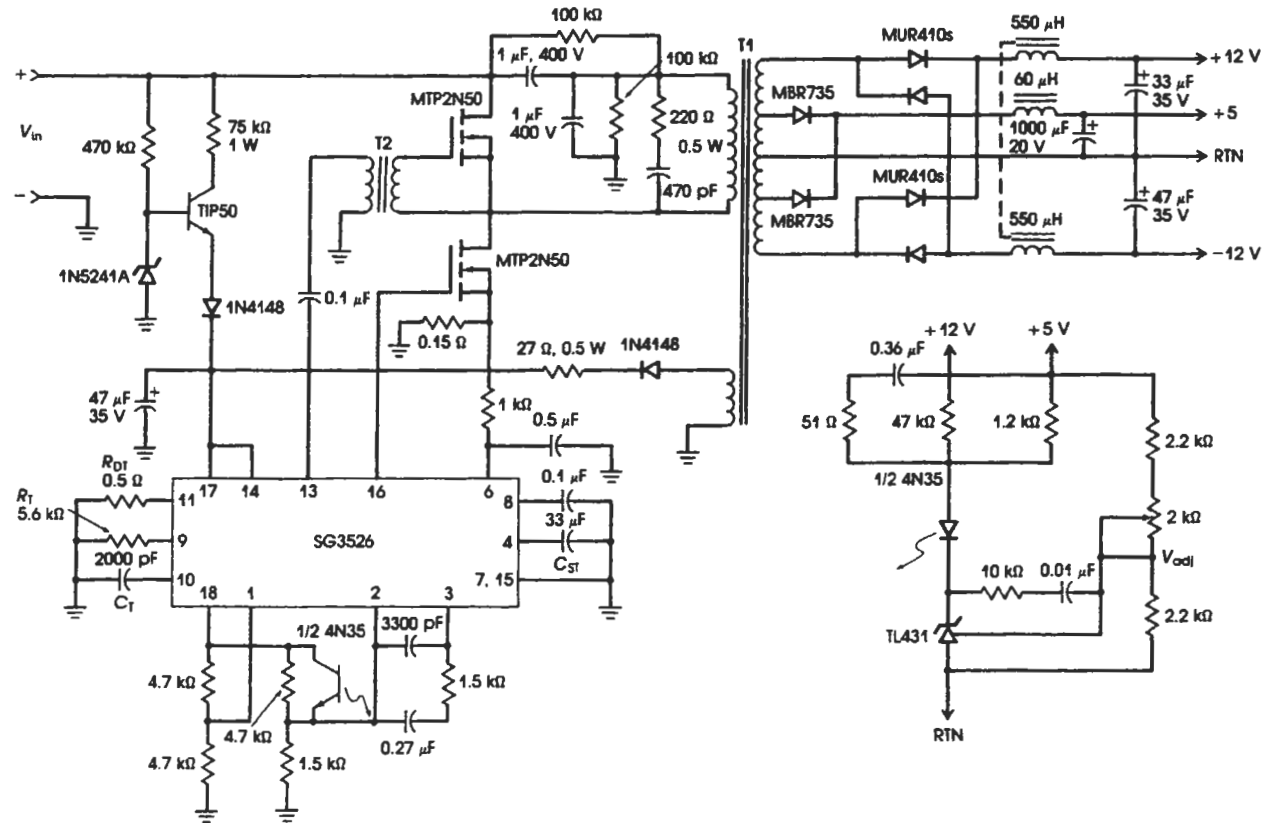 100 kΩ
1 μF, 400 V
100 kΩ
T1
MUR410s
550 μH
+12 V
+
V_in
−
470 kΩ
75 kΩ
1 W
MTP2N50
1 μF
400 V
220 Ω
0.5 W
470 pF
MBR735
60 μH
33 μF
35 V
+
+5
1000 μF
20 V
+
RTN
T2
TIP50
MBR735
MUR410s
47 μF
35 V
+
550 μH
−12 V
1N5241A
1N4148
0.1 μF
MTP2N50
0.15 Ω
27 Ω, 0.5 W
1N4148
47 μF
35 V
+
1 kΩ
0.5 μF
R_DT
0.5 Ω
R_T
5.6 kΩ
2000 pF
C_T
17
14
13
16
6
11
9
10
SG3526
8
4
7, 15
18
1
2
3
0.1 μF
33 μF
C_ST
1/2 4N35
3300 pF
4.7 kΩ
4.7 kΩ
1.5 kΩ
0.27 μF
4.7 kΩ
1.5 kΩ
+12 V
+5 V
0.36 μF
51 Ω
47 kΩ
1.2 kΩ
2.2 kΩ
1/2 4N35
2 kΩ
V_adj
10 kΩ
0.01 μF
TL431
2.2 kΩ
RTN